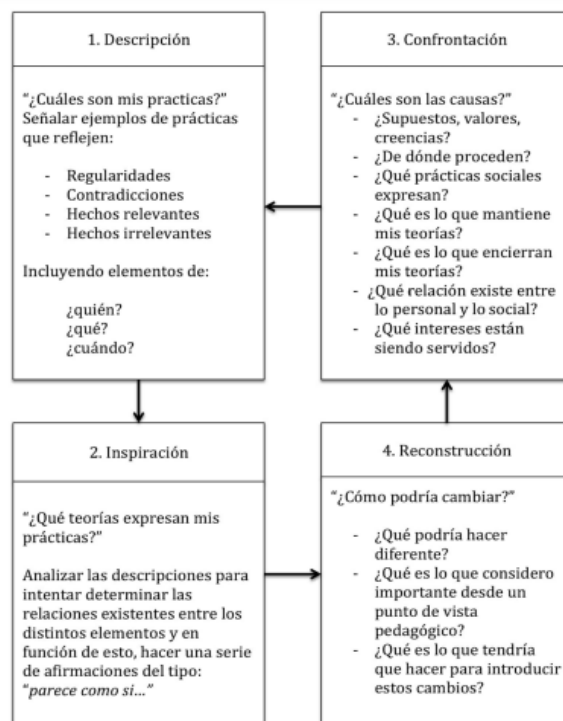 1. Descripción
“¿Cuáles son mis practicas?”
Señalar ejemplos de prácticas
que reflejen:
- Regularidades
- Contradicciones
- Hechos relevantes
- Hechos irrelevantes
Incluyendo elementos de:
¿quién?
¿qué?
¿cuándo?
2. Inspiración
“¿Qué teorías expresan mis
prácticas?”
Analizar las descripciones para
intentar determinar las
relaciones existentes entre los
distintos elementos y en
función de esto, hacer una serie
de afirmaciones del tipo:
“parece como si...”
3. Confrontación
“¿Cuáles son las causas?”
- ¿Supuestos, valores,
creencias?
- ¿De dónde proceden?
- ¿Qué prácticas sociales
expresan?
- ¿Qué es lo que mantiene
mis teorías?
- ¿Qué es lo que encierran
mis teorías?
- ¿Qué relación existe entre
lo personal y lo social?
- ¿Qué intereses están
siendo servidos?
4. Reconstrucción
“¿Cómo podría cambiar?”
- ¿Qué podría hacer
diferente?
- ¿Qué es lo que considero
importante desde un
punto de vista
pedagógico?
- ¿Qué es lo que tendría
que hacer para introducir
estos cambios?